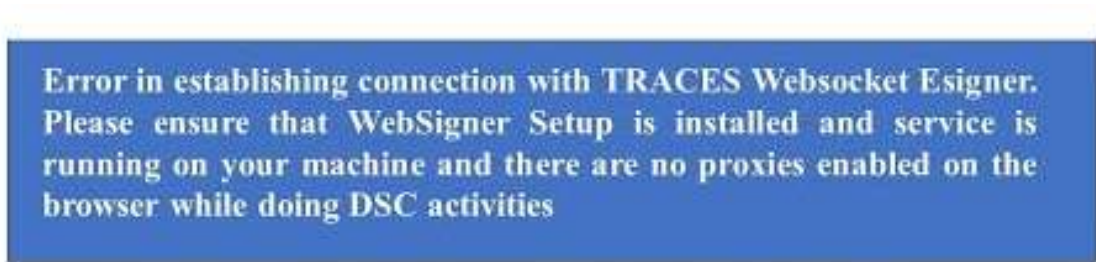 Error in establishing connection with TRACES Websocket Esigner.
Please ensure that WebSigner Setup is installed and service is
running on your machine and there are no proxies enabled on the
browser while doing DSC activities